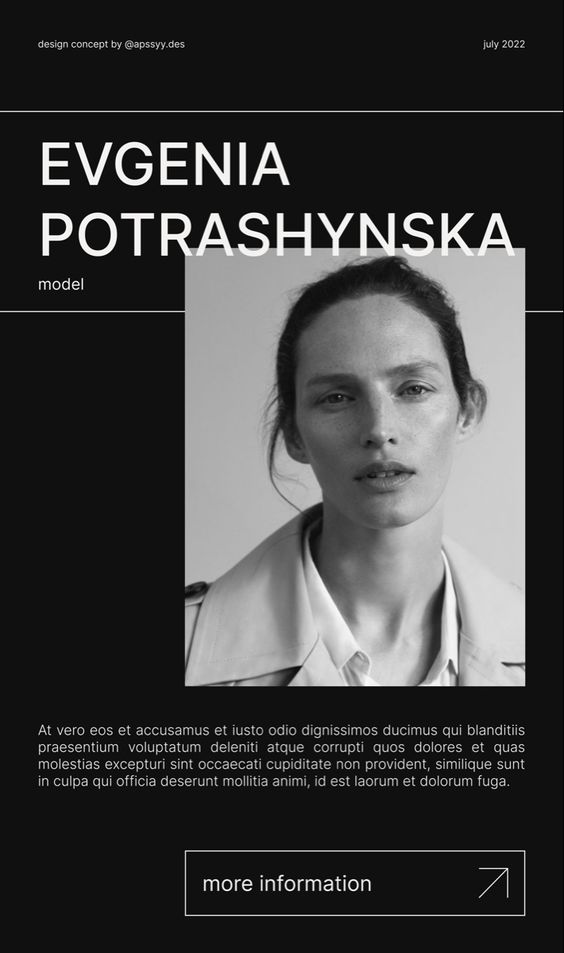 design concept by @apssyy.des
july 2022
EVGENIA
POTRASHYNSKA
model
At vero eos et accusamus et iusto odio dignissimos ducimus qui blanditiis
praesentium voluptatum deleniti atque corrupti quos dolores et quas
molestias excepturi sint occaecati cupiditate non provident, similique sunt
in culpa qui officia deserunt mollitia animi, id est laorum et dolorum fuga.
more information